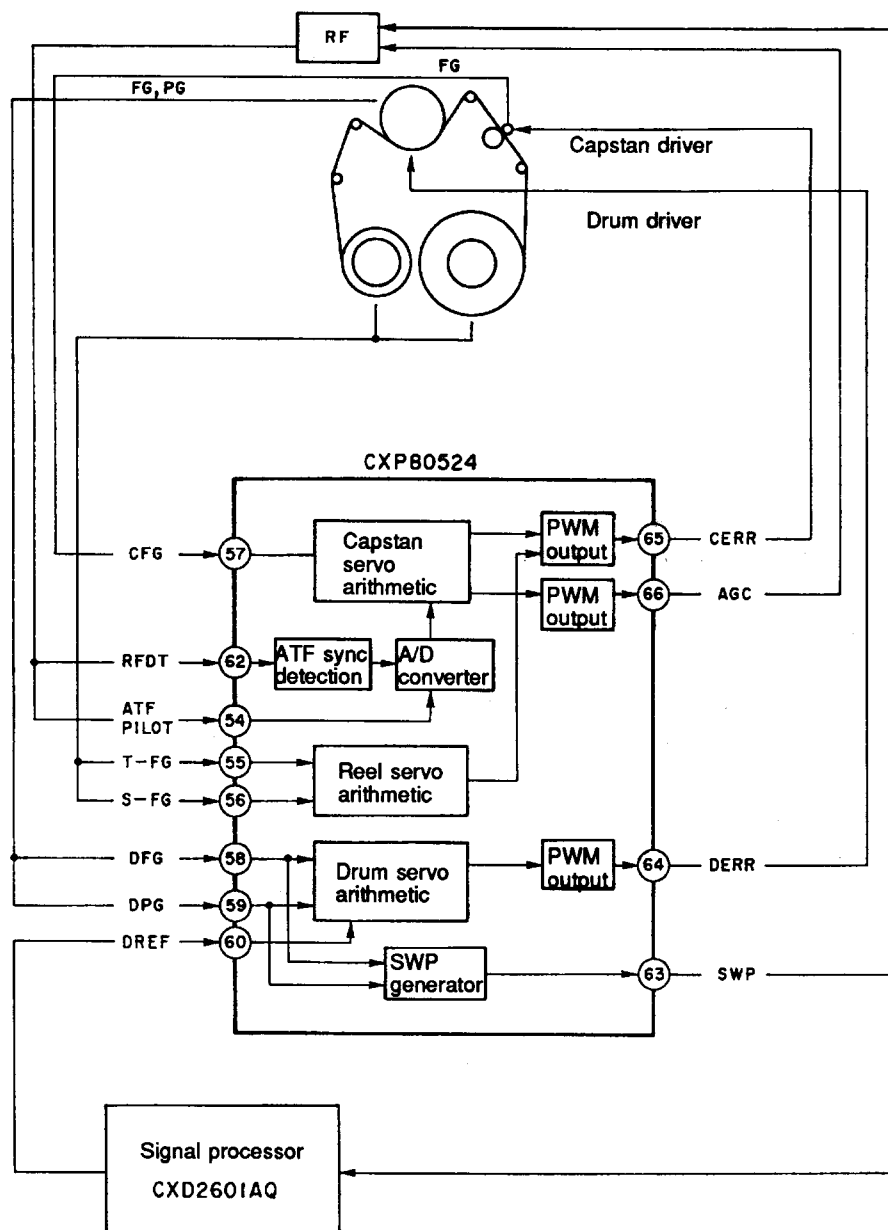 RF
FG
FG, PG
Capstan driver
Drum driver
CXP80524
CFG
57
Capstan
servo
arithmetic
PWM
output
65
CERR
PWM
output
66
AGC
RFDT
62
ATF sync
detection
A/D
converter
ATF
PILOT
54
T-FG
55
Reel servo
arithmetic
S-FG
56
DFG
58
Drum servo
arithmetic
PWM
output
64
DERR
DPG
59
DREF
60
SWP
generator
63
SWP
Signal processor
CXD2601AQ